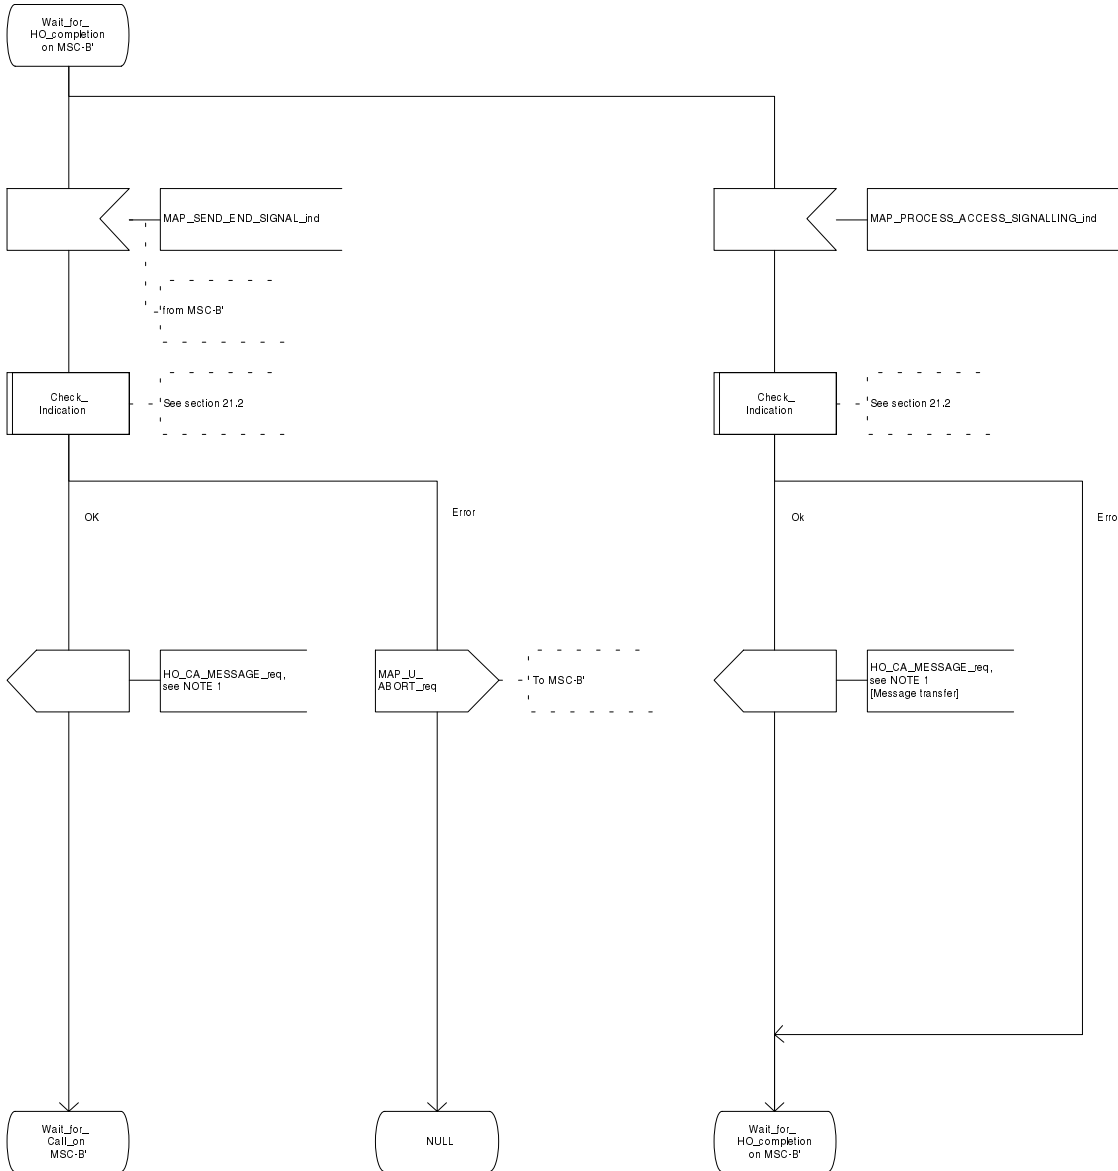 Wait_for_
HO_completion
on MSC-B'
MAP_SEND_END_SIGNAL_ind
MAP_PROCESS_ACCESS_SIGNALLING_ind
from MSC-B'
Check_
Indication
See section 21.2
Check_
Indication
See section 21.2
OK
Error
Ok
Erro
HO_CA_MESSAGE_req,
see NOTE 1
MAP_U_
ABORT_req
To MSC-B'
HO_CA_MESSAGE_req,
see NOTE 1
[Message transfer]
Wait_for_
Call_on
MSC-B'
NULL
Wait_for_
HO_completion
on MSC-B'